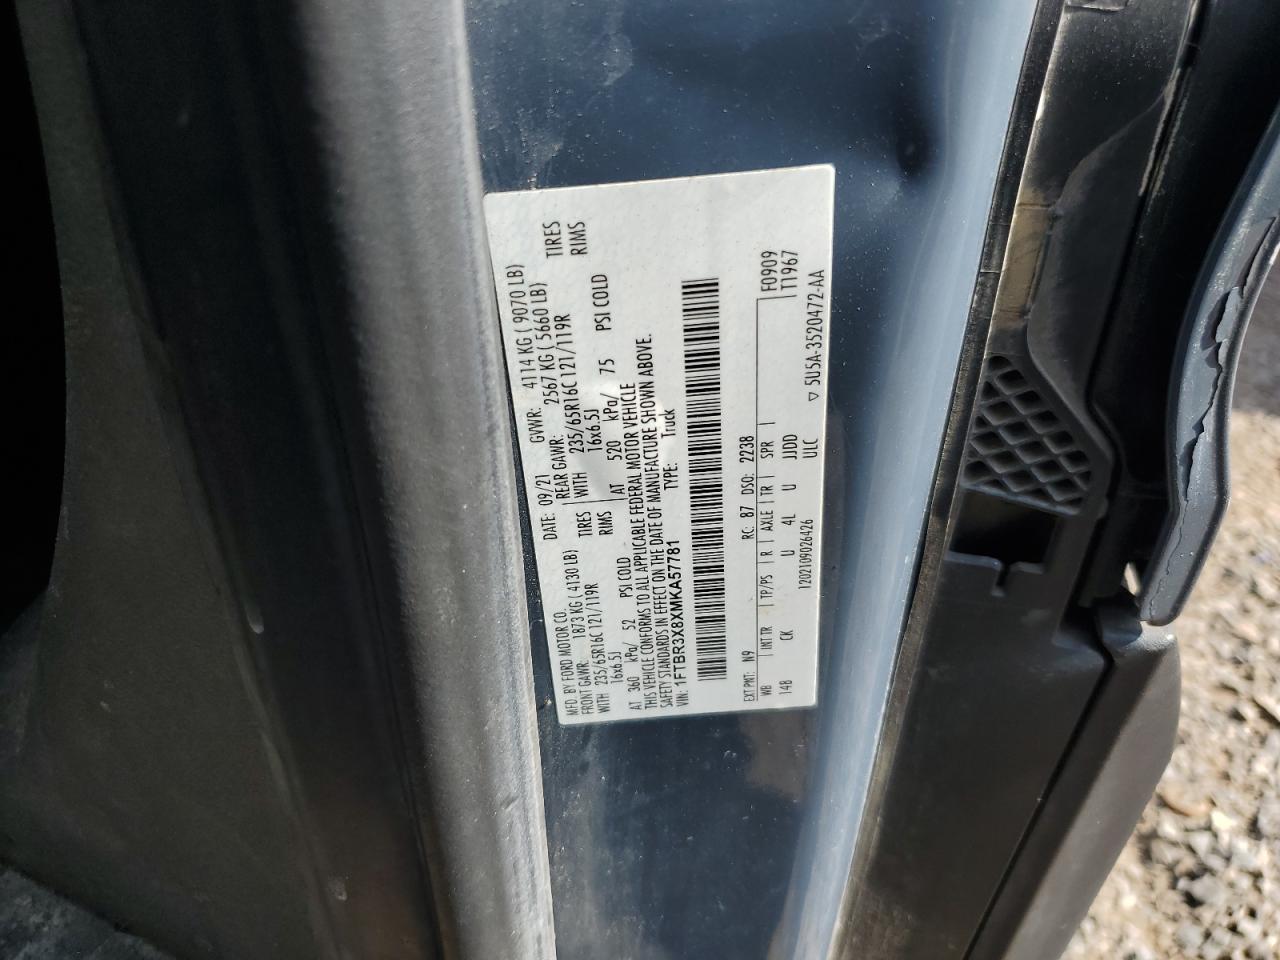 MFD. BY FORD MOTOR CO.
DATE: 09/21 GVWR: 4114 KG ( 9070 LB)
FRONT GAWR: 1873 KG ( 4130 LB) REAR GAWR: 2567 KG ( 5660 LB)
WITH 235/65R16C 121/119R TIRES WITH 235/65R16C 121/119R TIRES
16x6.5J RIMS 16x6.5J RIMS
AT 360 kPa/ 52 PSI COLD AT 520 kPa/ 75 PSI COLD
THIS VEHICLE CONFORMS TO ALL APPLICABLE FEDERAL MOTOR VEHICLE
SAFETY STANDARDS IN EFFECT ON THE DATE OF MANUFACTURE SHOWN ABOVE.
VIN: 1FTBR3X8XMKA57781 TYPE: Truck
EXT PNT: N9 RC: 87 DSO: 2238 F0909
WB INT TR TP/PS R AXLE TR SPR T1967
148 CK U 4L U JJDD
1202109026426 ULC ▽ 5U5A-3520472-AA